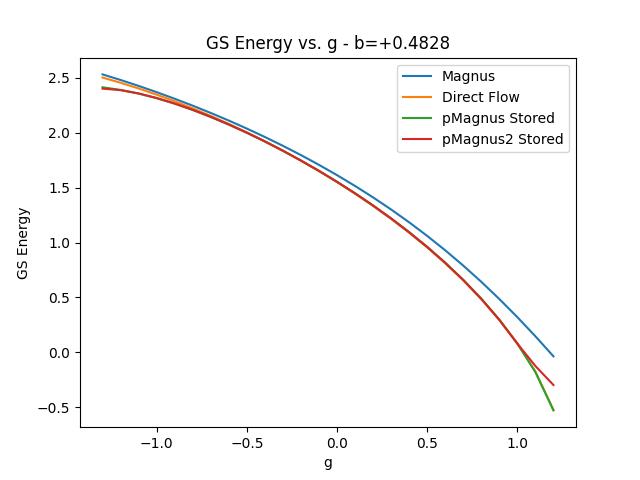 GS Energy vs. g - b=+0.4828
Magnus
Direct Flow
pMagnus Stored
pMagnus2 Stored
GS Energy
2.5
2.0
1.5
1.0
0.5
0.0
−0.5
−1.0
−0.5
0.0
0.5
1.0
g